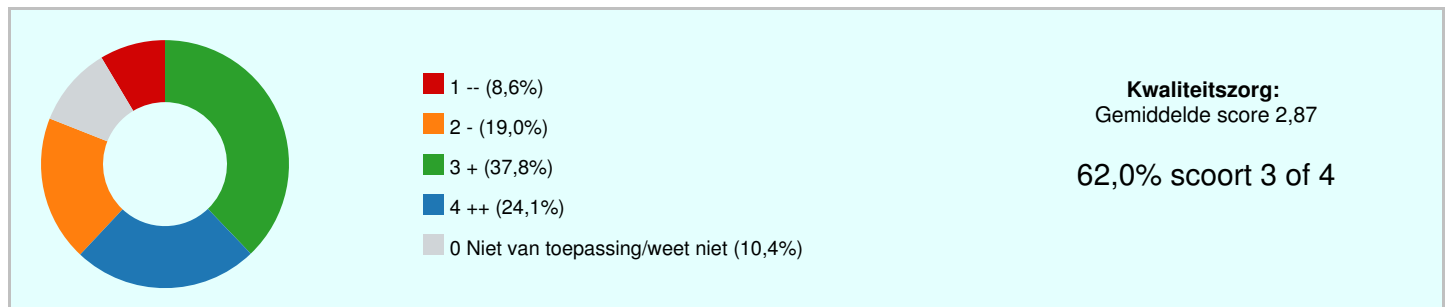 1 -- (8,6%)
2 - (19,0%)
3 + (37,8%)
4 ++ (24,1%)
0 Niet van toepassing/weet niet (10,4%)
Kwaliteitszorg:
Gemiddelde score 2,87
62,0% scoort 3 of 4